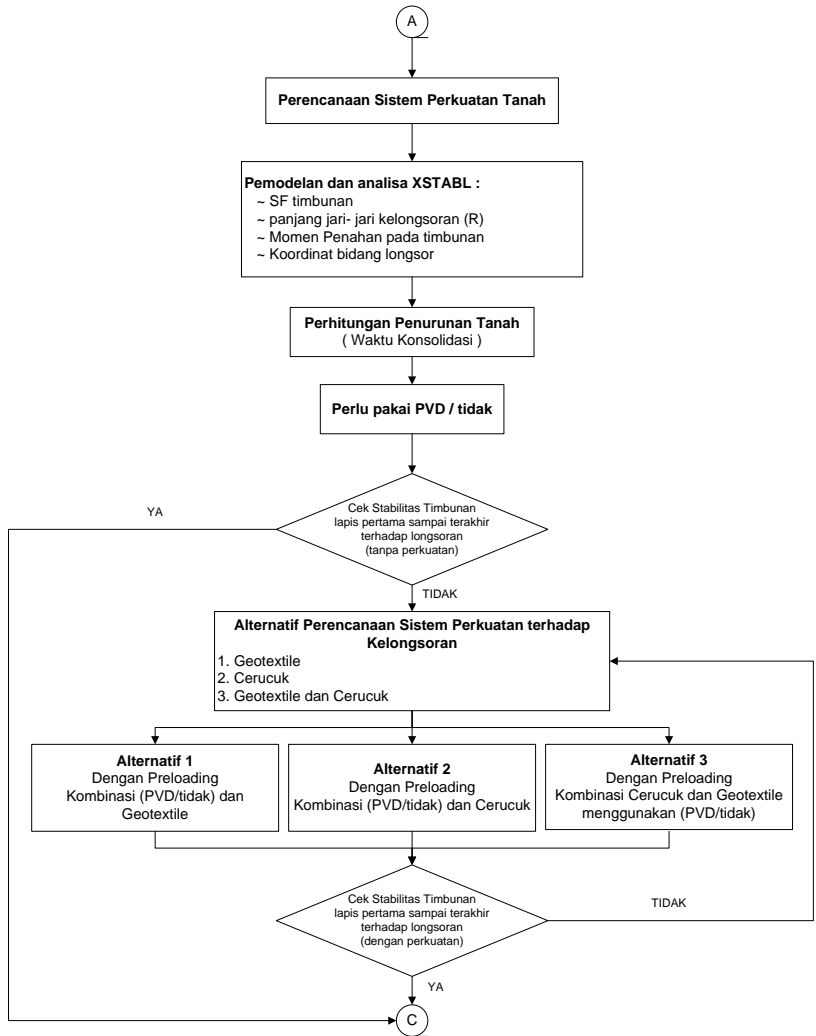 A
Perencanaan Sistem Perkuatan Tanah
Pemodelan dan analisa XSTABL :
~ SF timbunan
~ panjang jari- jari kelongsoran (R)
~ Momen Penahan pada timbunan
~ Koordinat bidang longsor
Perhitungan Penurunan Tanah
( Waktu Konsolidasi )
Perlu pakai PVD / tidak
Cek Stabilitas Timbunan
lapis pertama sampai terakhir
terhadap longsoran
(tanpa perkuatan)
YA
TIDAK
Alternatif Perencanaan Sistem Perkuatan terhadap
Kelongsoran
1. Geotextile
2. Cerucuk
3. Geotextile dan Cerucuk
Alternatif 1
Dengan Preloading
Kombinasi (PVD/tidak) dan
Geotextile
Alternatif 2
Dengan Preloading
Kombinasi (PVD/tidak) dan Cerucuk
Alternatif 3
Dengan Preloading
Kombinasi Cerucuk dan Geotextile
menggunakan (PVD/tidak)
Cek Stabilitas Timbunan
lapis pertama sampai terakhir
terhadap longsoran
(dengan perkuatan)
TIDAK
YA
C